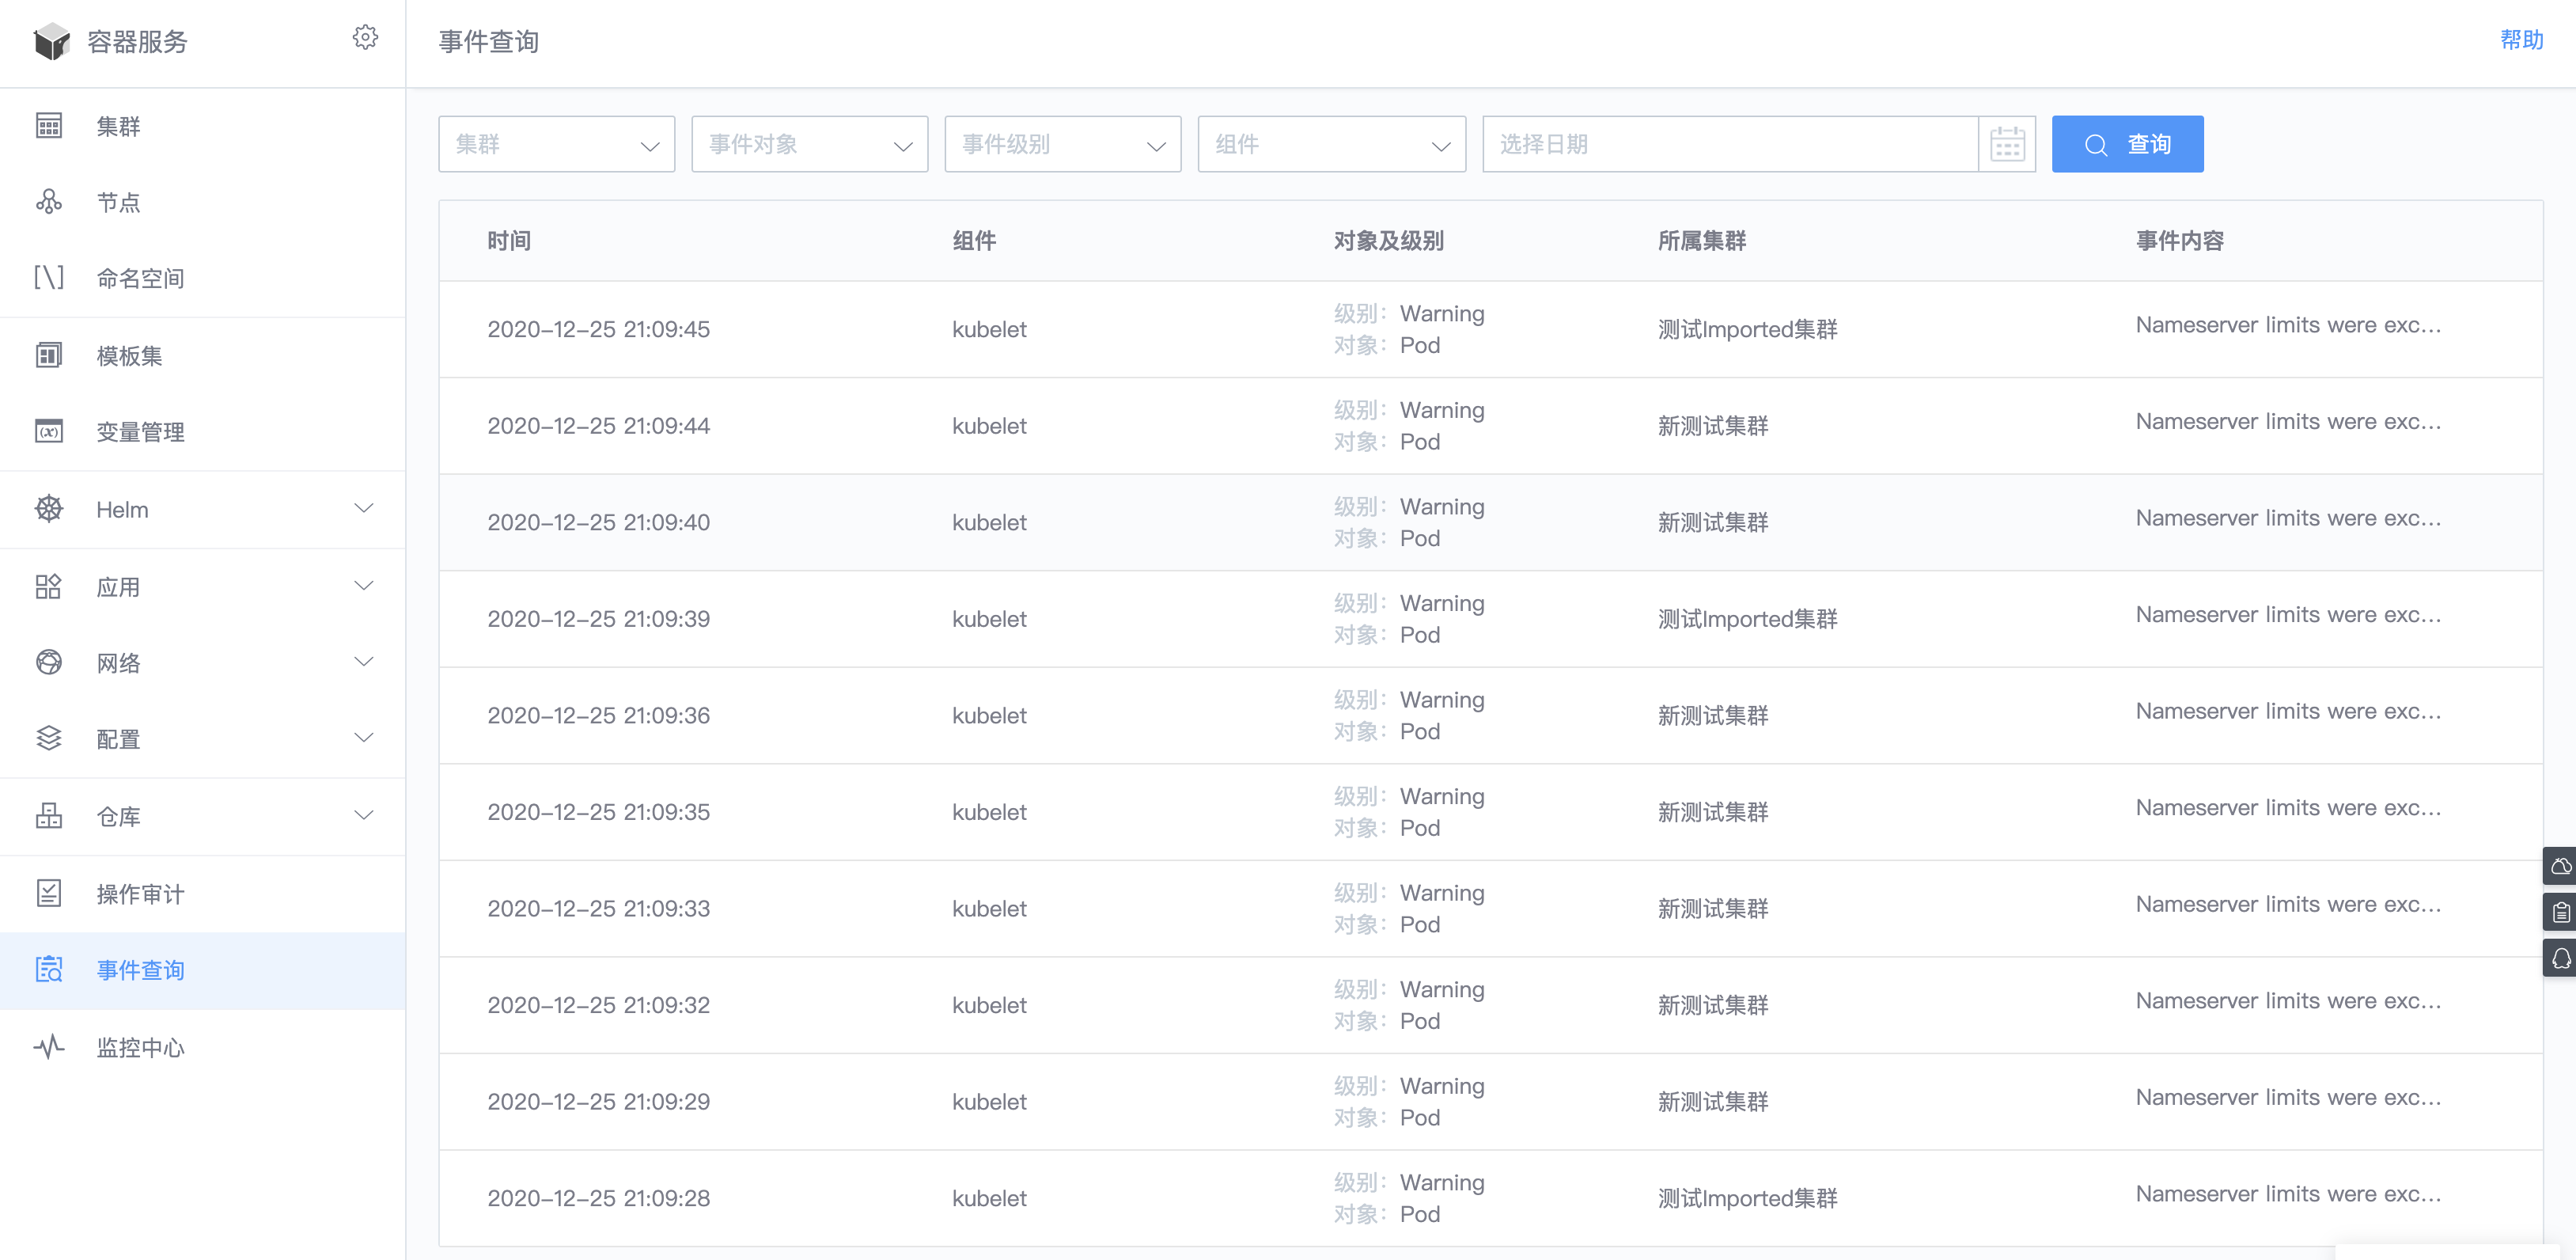 容器服务
事件查询
帮助
集群
节点
命名空间
模板集
变量管理
Helm
应用
网络
配置
仓库
操作审计
事件查询
监控中心
集群 事件对象 事件级别 组件 选择日期 查询
时间 组件 对象及级别 所属集群 事件内容
2020-12-25 21:09:45 kubelet 级别：Warning 测试Imported集群 Nameserver limits were exc...
对象：Pod
2020-12-25 21:09:44 kubelet 级别：Warning 新测试集群 Nameserver limits were exc...
对象：Pod
2020-12-25 21:09:40 kubelet 级别：Warning 新测试集群 Nameserver limits were exc...
对象：Pod
2020-12-25 21:09:39 kubelet 级别：Warning 测试Imported集群 Nameserver limits were exc...
对象：Pod
2020-12-25 21:09:36 kubelet 级别：Warning 新测试集群 Nameserver limits were exc...
对象：Pod
2020-12-25 21:09:35 kubelet 级别：Warning 新测试集群 Nameserver limits were exc...
对象：Pod
2020-12-25 21:09:33 kubelet 级别：Warning 新测试集群 Nameserver limits were exc...
对象：Pod
2020-12-25 21:09:32 kubelet 级别：Warning 新测试集群 Nameserver limits were exc...
对象：Pod
2020-12-25 21:09:29 kubelet 级别：Warning 新测试集群 Nameserver limits were exc...
对象：Pod
2020-12-25 21:09:28 kubelet 级别：Warning 测试Imported集群 Nameserver limits were exc...
对象：Pod